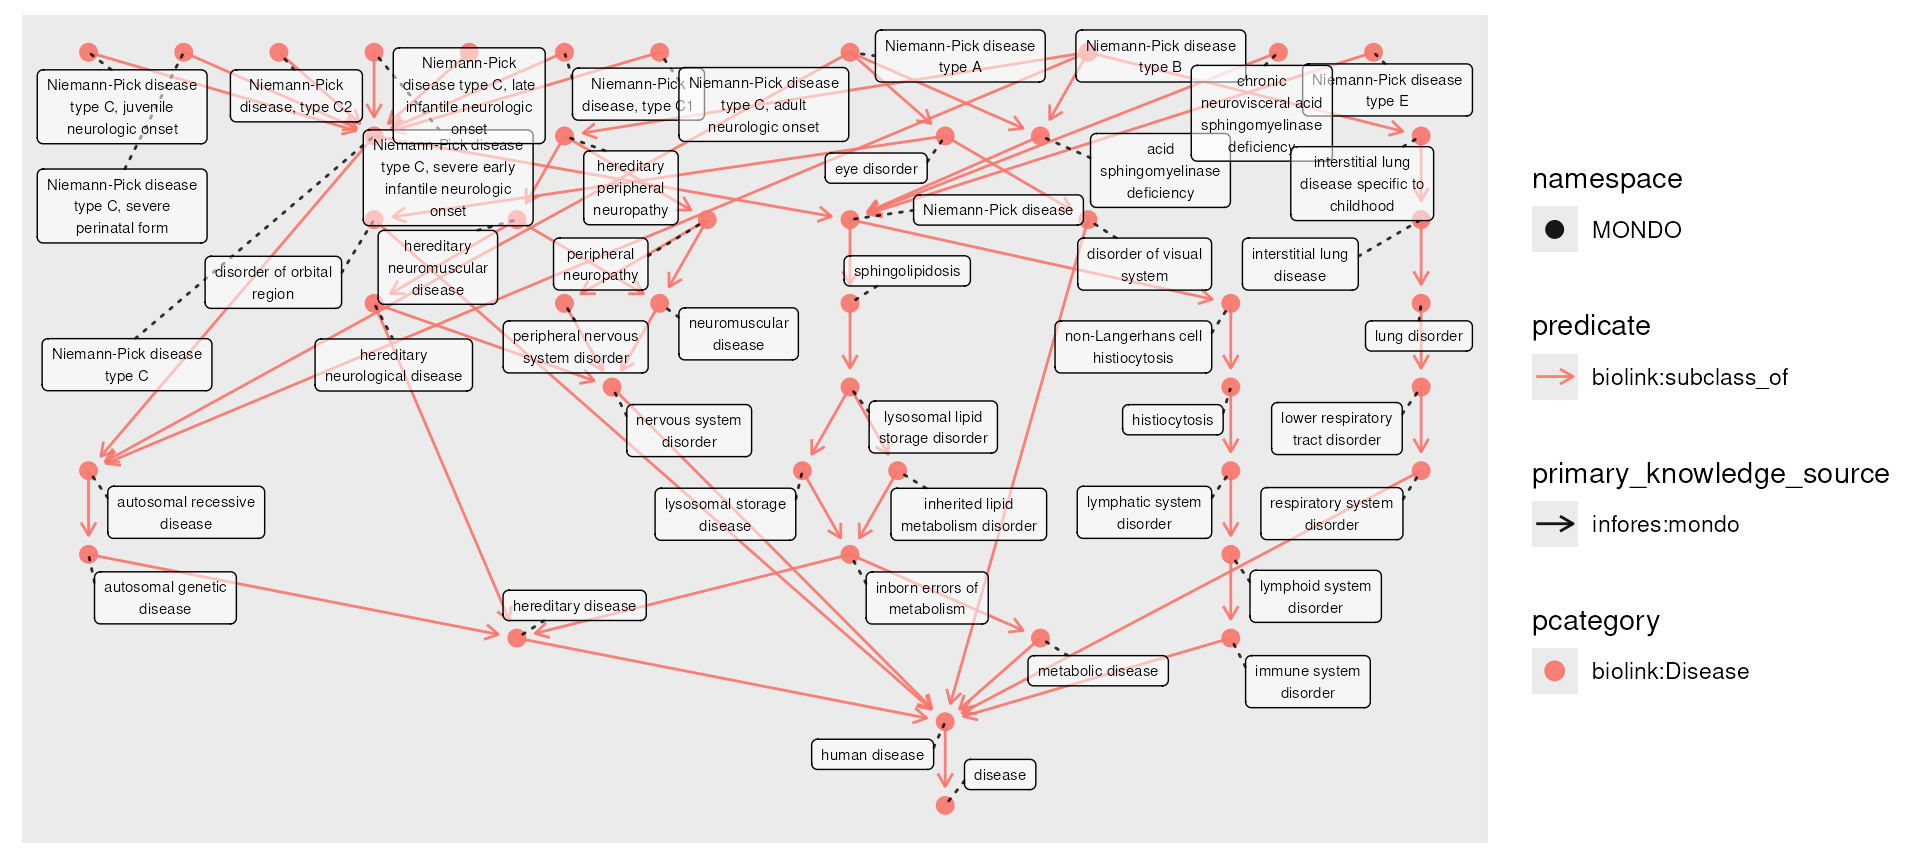 Niemann-Pick disease
type C, juvenile
neurologic onset
Niemann-Pick
disease, type C2
Niemann-Pick
disease type C, late
infantile neurologic
onset
Niemann-Pick
disease, type C1
Niemann-Pick disease
type C, adult
neurologic onset
Niemann-Pick disease
type A
Niemann-Pick disease
type B
chronic
neurovisceral acid
sphingomyelinase
deficiency
Niemann-Pick disease
type E
Niemann-Pick disease
type C, severe
perinatal form
Niemann-Pick disease
type C, severe early
infantile neurologic
onset
hereditary
peripheral
neuropathy
eye disorder
acid
sphingomyelinase
deficiency
interstitial lung
disease specific to
childhood
Niemann-Pick disease
disorder of orbital
region
hereditary
neuromuscular
disease
peripheral
neuropathy
sphingolipidosis
disorder of visual
system
interstitial lung
disease
Niemann-Pick disease
type C
hereditary
neurological disease
peripheral nervous
system disorder
neuromuscular
disease
non-Langerhans cell
histiocytosis
lung disorder
nervous system
disorder
lysosomal lipid
storage disorder
histiocytosis
lower respiratory
tract disorder
autosomal recessive
disease
lysosomal storage
disease
inherited lipid
metabolism disorder
lymphatic system
disorder
respiratory system
disorder
autosomal genetic
disease
hereditary disease
inborn errors of
metabolism
lymphoid system
disorder
metabolic disease
immune system
disorder
human disease
disease
namespace
MONDO
predicate
biolink:subclass_of
primary_knowledge_source
infores:mondo
pcategory
biolink:Disease